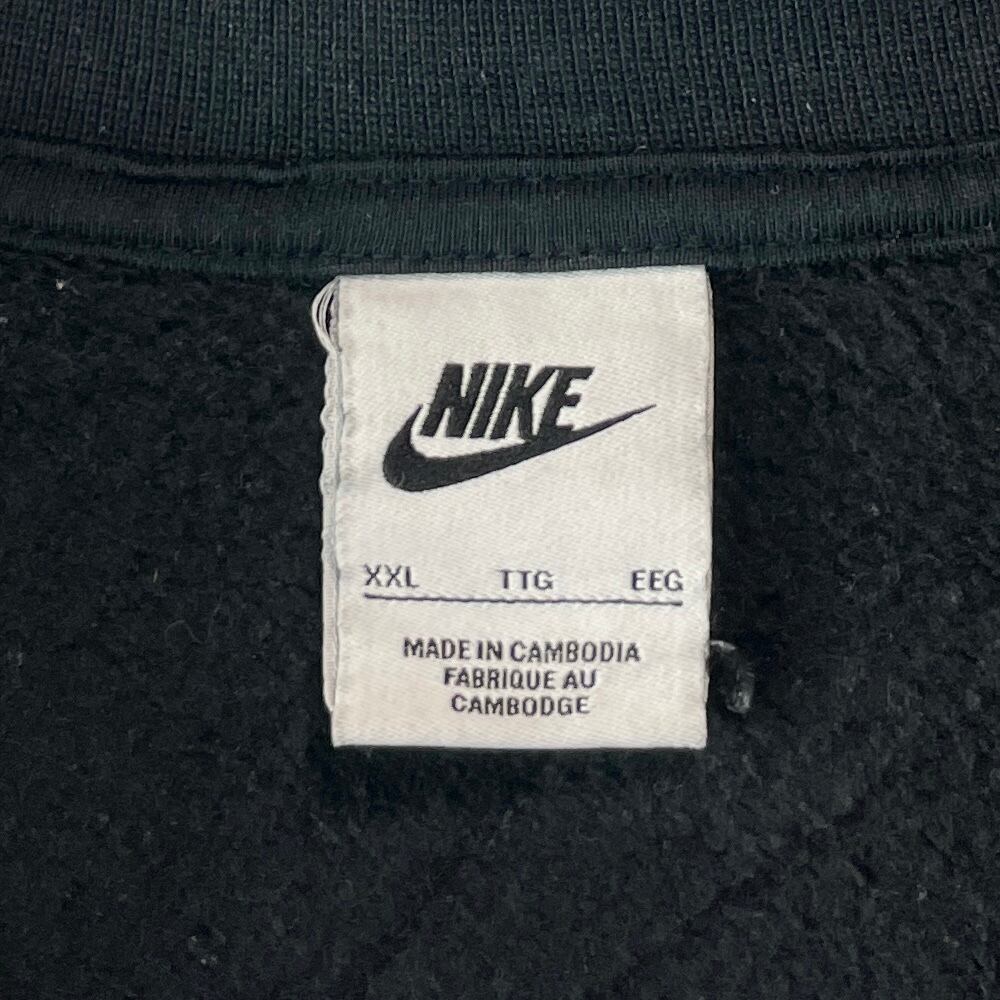 NIKE
XXL TTG EEG
MADE IN CAMBODIA
FABRIQUE AU
CAMBODGE